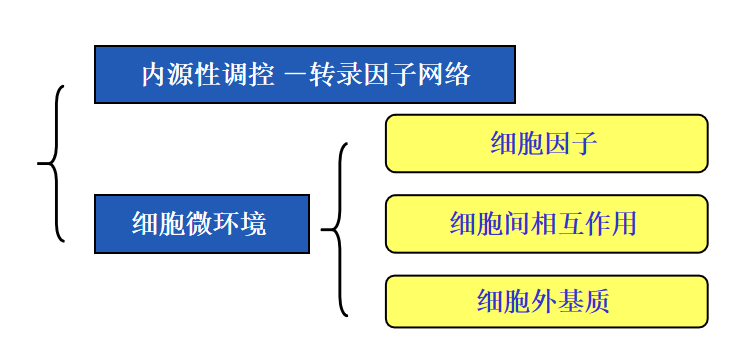 内源性调控 －转录因子网络
细胞因子
细胞微环境
细胞间相互作用
细胞外基质